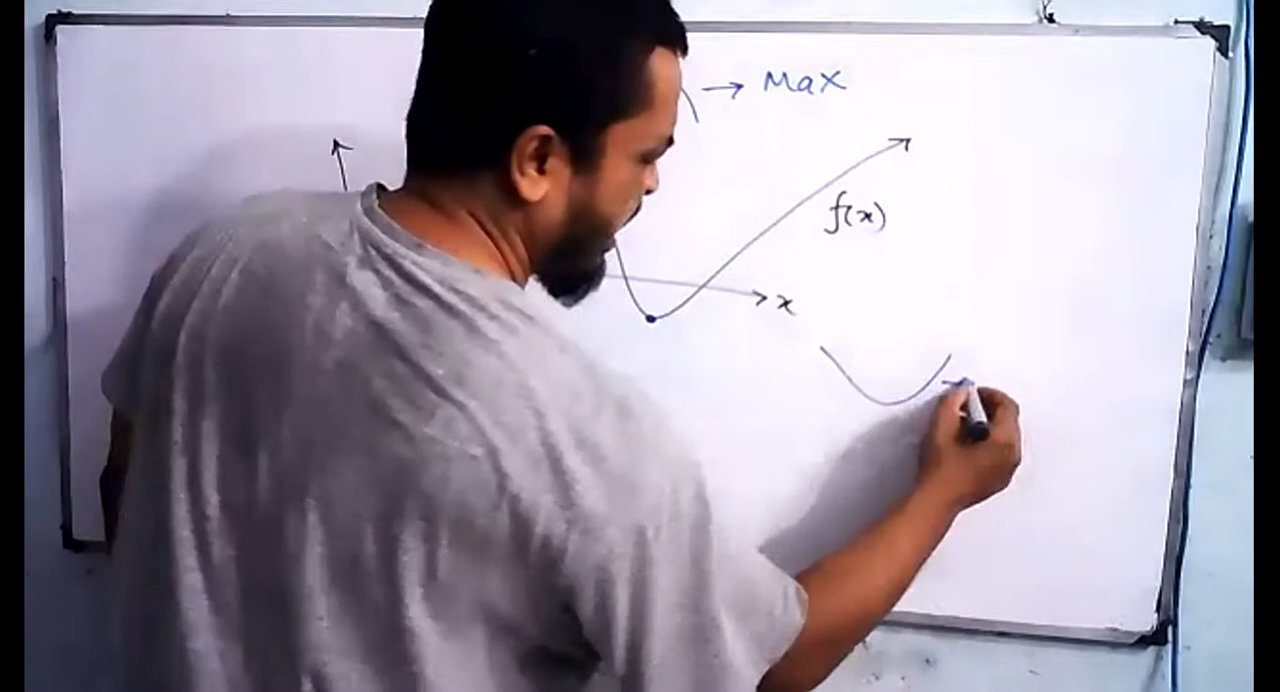 → Max
f(x)
x